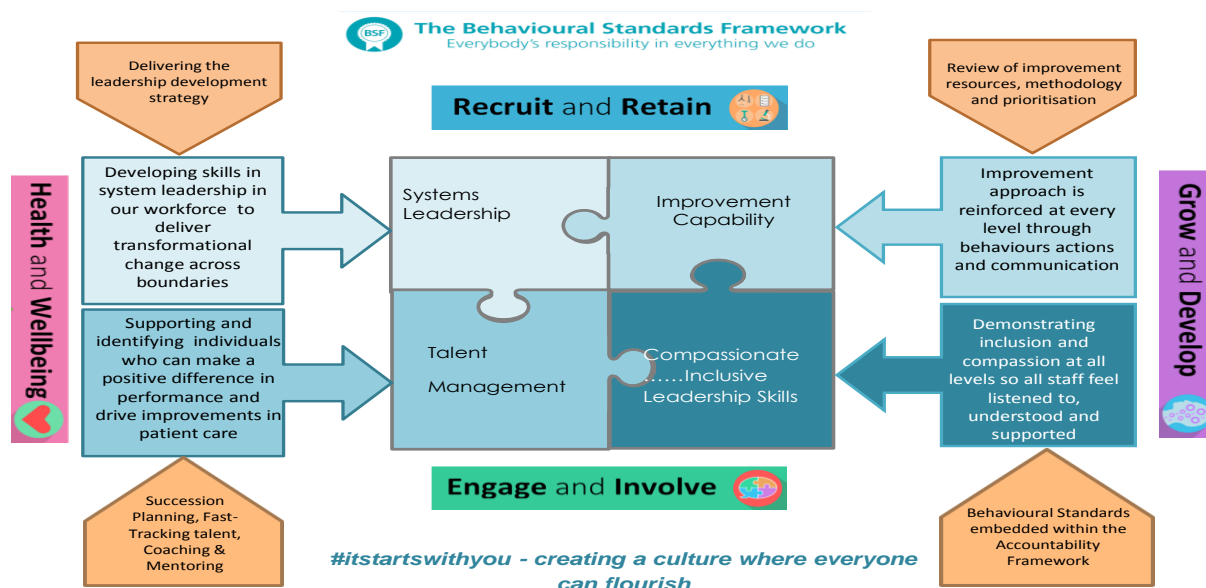 BSF
The Behavioural Standards Framework
Everybody's responsibility in everything we do
Delivering the
leadership development
strategy
Recruit and Retain
Review of improvement
resources, methodology
and prioritisation
Health and Wellbeing
Developing skills in
system leadership in
our workforce to
deliver
transformational
change across
boundaries
Systems
Leadership
Improvement
Capability
Improvement
approach is
reinforced at every
level through
behaviours actions
and communication
Grow and Develop
Supporting and
identifying individuals
who can make a
positive difference in
performance and
drive improvements in
patient care
Talent
Management
Compassionate
......Inclusive
Leadership Skills
Demonstrating
inclusion and
compassion at all
levels so all staff feel
listened to,
understood and
supported
Engage and Involve
Succession
Planning, Fast-
Tracking talent,
Coaching &
Mentoring
Behavioural Standards
embedded within the
Accountability
Framework
#itstartswithyou - creating a culture where everyone
can flourish